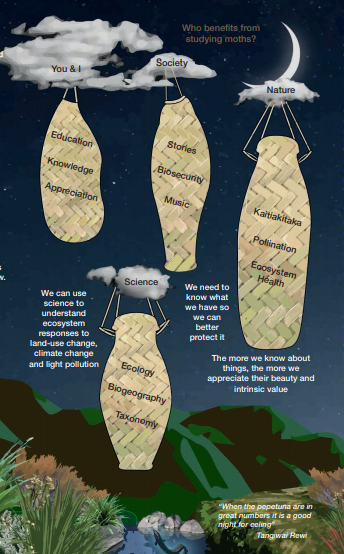 Who benefits from
studying moths?
You & I
Society
Nature
Education
Knowledge
Appreciation
Stories
Biosecurity
Music
Kaitiakitaka
Pollination
Ecosystem
Health
Science
We can use
science to
understand
ecosystem
responses to
land-use change,
climate change
and light pollution
We need to
know what
we have so
we can
better
protect it
Ecology
Biogeography
Taxonomy
The more we know about
things, the more we
appreciate their beauty and
intrinsic value
"When the pepetuna are in
great numbers it is a good
night for eeling"
Tangiwai Rewi